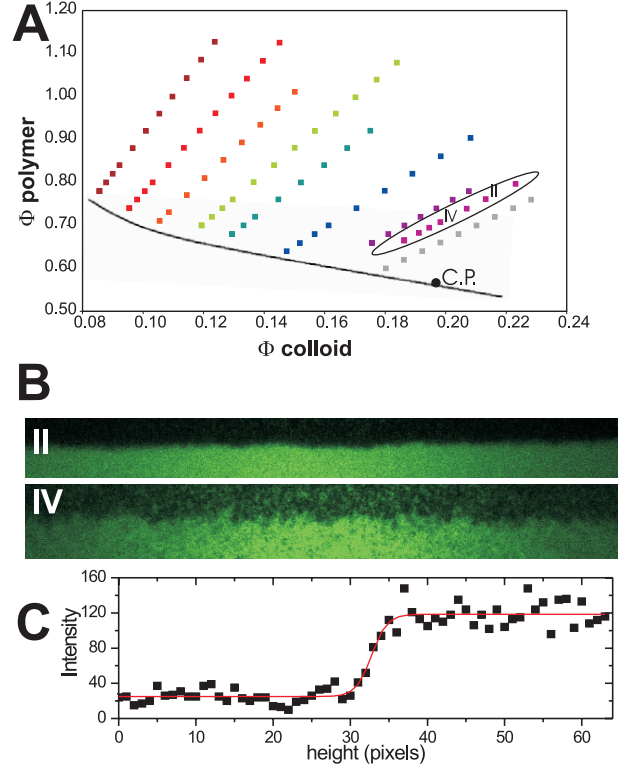 A
1.20
1.00
0.90
0.80
0.70
0.60
0.50
Φ polymer
II
IV
C.P.
0.08 0.10 0.12 0.14 0.16 0.18 0.20 0.22 0.24
Φ colloid
B
II
IV
C
160
120
80
40
0
Intensity
0 10 20 30 40 50 60
height (pixels)